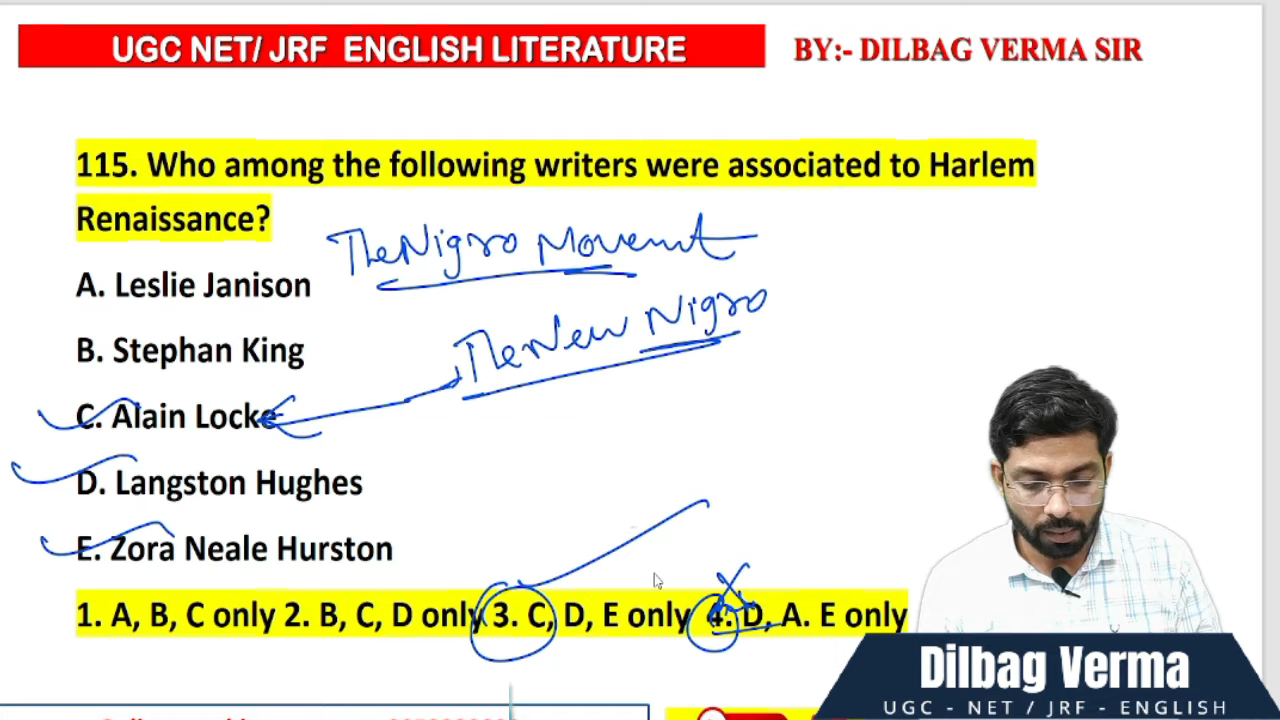 UGC NET/ JRF ENGLISH LITERATURE BY:- DILBAG VERMA SIR
115. Who among the following writers were associated to Harlem
Renaissance?
The Nigro Movement
A. Leslie Janison
The New Nigro
B. Stephan King
C. Alain Locke
D. Langston Hughes
E. Zora Neale Hurston
1. A, B, C only 2. B, C, D only 3. C, D, E only 4. D, A. E only
Dilbag Verma
UGC - NET / JRF - ENGLISH